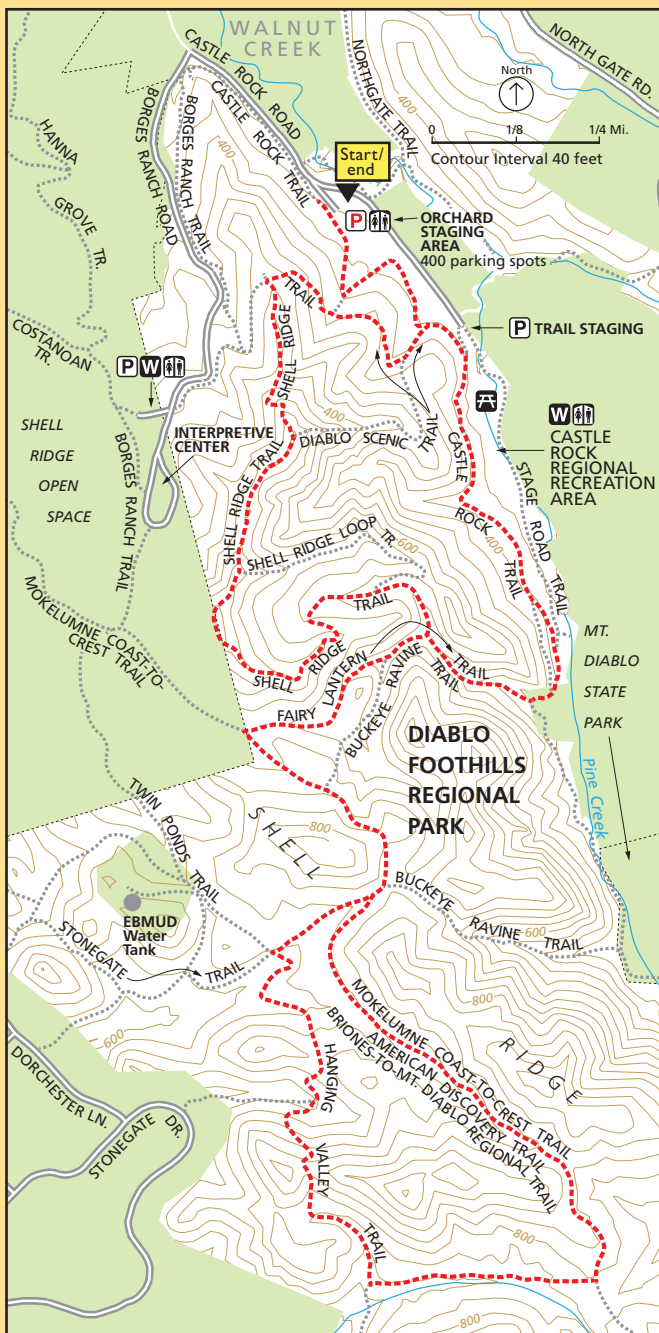 WALNUT
CREEK
CASTLE ROCK ROAD
NORTH GATE RD.
NORTHGATE TRAIL
400
North
0 1/8 1/4 Mi.
Contour Interval 40 feet
BORGES RANCH ROAD
BORGES RANCH TRAIL
CASTLE ROCK TRAIL
400
HANNA
GROVE TR.
Start/
end
P
ORCHARD
STAGING
AREA
400 parking spots
TRAIL
SHELL RIDGE
P TRAIL STAGING
COSTANOAN
TR.
P W
W
CASTLE
ROCK
REGIONAL
RECREATION
AREA
SHELL
RIDGE
OPEN
SPACE
INTERPRETIVE
CENTER
400
DIABLO SCENIC
TRAIL
CASTLE
ROCK
TRAIL
400
STAGE ROAD TRAIL
BORGES RANCH TRAIL
SHELL RIDGE TRAIL
SHELL RIDGE LOOP TR.
600
MOKELUMNE COAST-TO-
CREST TRAIL
TRAIL
SHELL RIDGE
FAIRY LANTERN
TRAIL
BUCKEYE RAVINE TRAIL
MT.
DIABLO
STATE
PARK
DIABLO
FOOTHILLS
REGIONAL
PARK
Pine Creek
TWIN PONDS TRAIL
SHELL
800
EBMUD
Water
Tank
STONEGATE
TRAIL
BUCKEYE
RAVINE
600
TRAIL
800
RIDGE
MOKELUMNE COAST-TO-CREST TRAIL
AMERICAN DISCOVERY TRAIL
BRIONES-TO-MT. DIABLO REGIONAL TRAIL
600
DORCHESTER LN.
STONEGATE DR.
HANGING
VALLEY
TRAIL
800
800
800